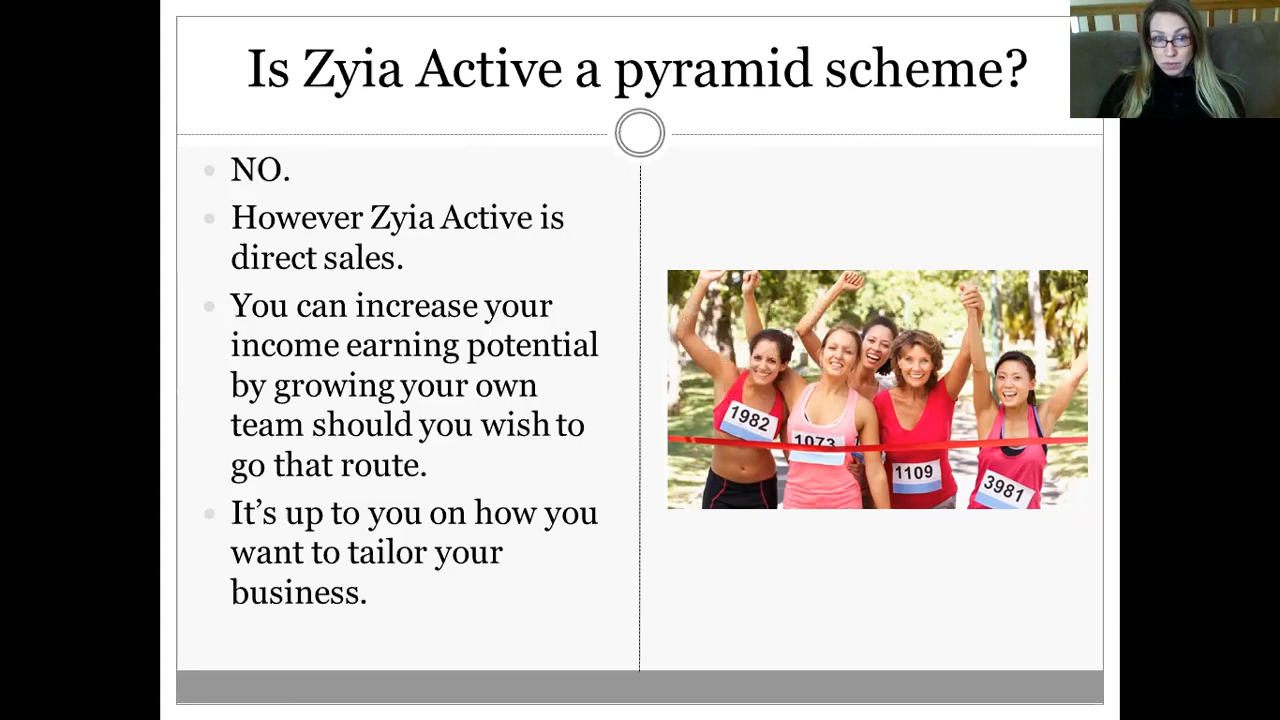 Is Zyia Active a pyramid scheme?
NO.
However Zyia Active is
direct sales.
You can increase your
income earning potential
by growing your own
team should you wish to
go that route.
It’s up to you on how you
want to tailor your
business.
1982
1073
1109
3981